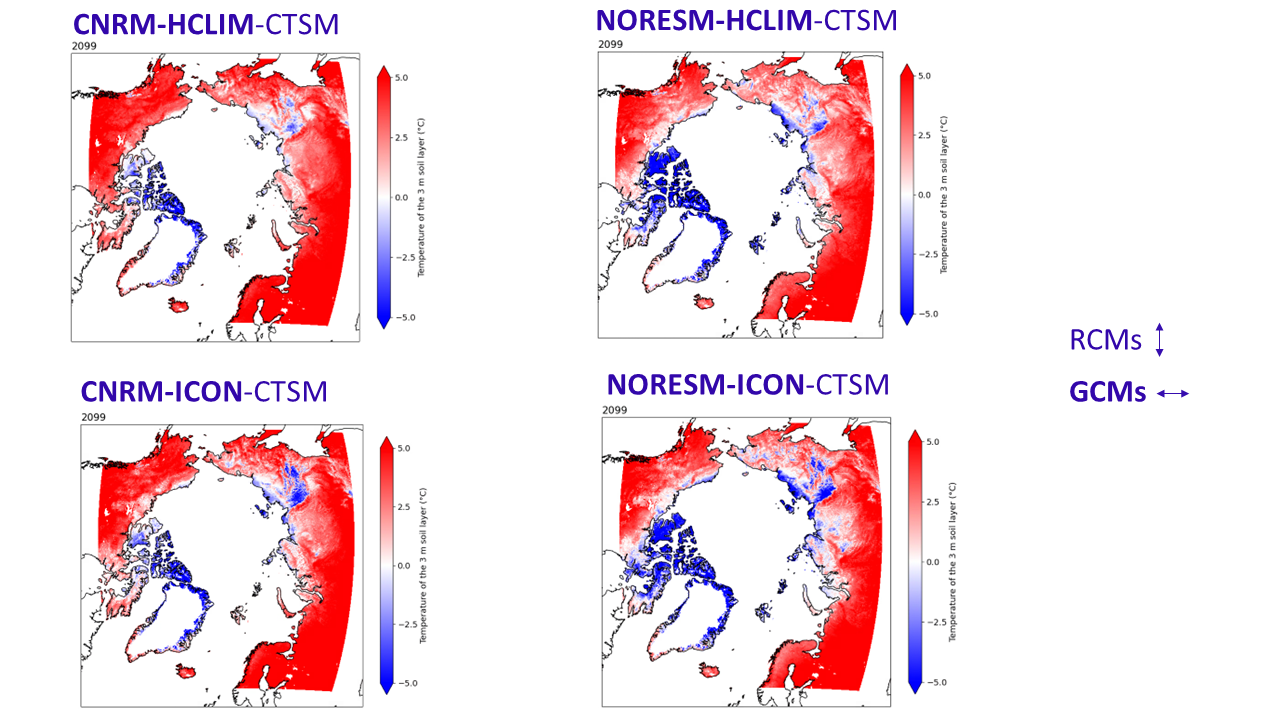 CNRM-HCLIM-CTSM
2099
5.0
2.5
0.0
−2.5
−5.0
Temperature of the 3 m soil layer (°C)
NORESM-HCLIM-CTSM
2099
5.0
2.5
0.0
−2.5
−5.0
Temperature of the 3 m soil layer (°C)
RCMs
GCMs
CNRM-ICON-CTSM
2099
5.0
2.5
0.0
−2.5
−5.0
Temperature of the 3 m soil layer (°C)
NORESM-ICON-CTSM
2099
5.0
2.5
0.0
−2.5
−5.0
Temperature of the 3 m soil layer (°C)